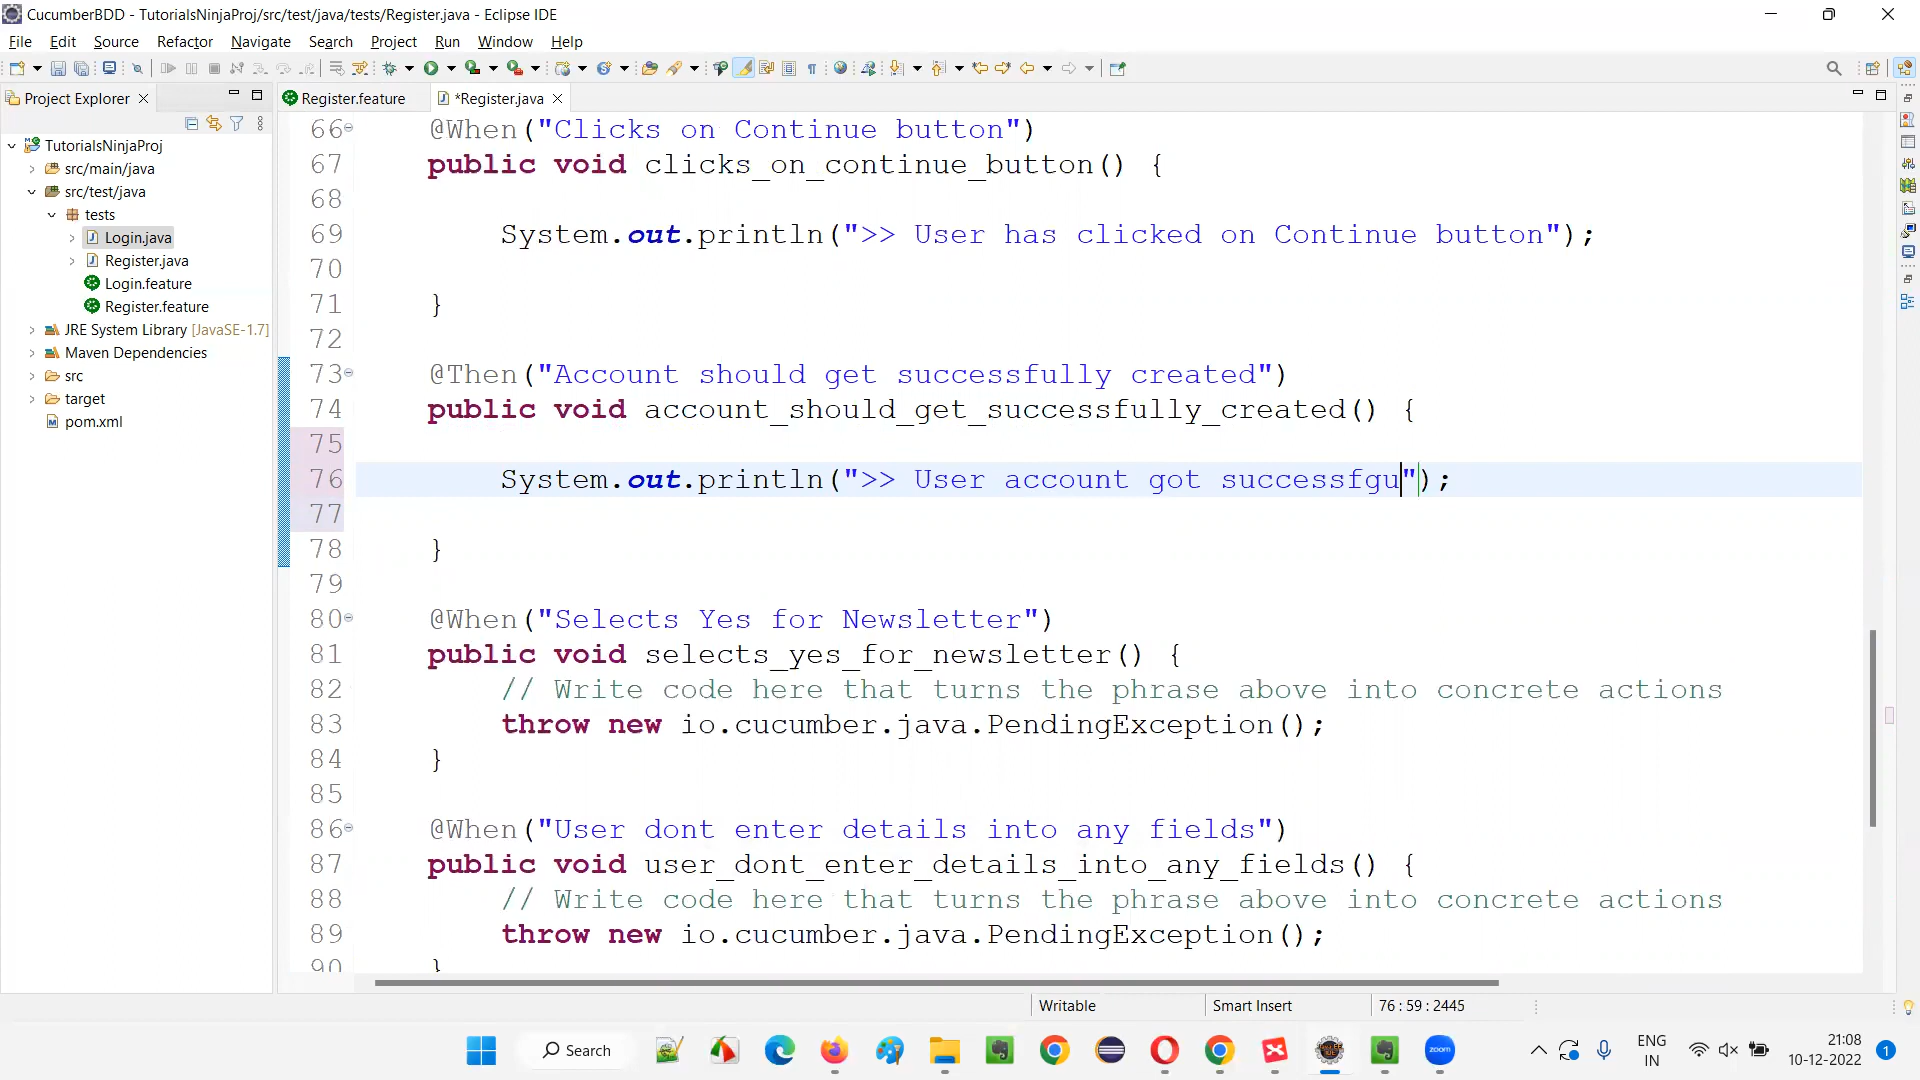 CucumberBDD - TutorialsNinjaProj/src/test/java/tests/Register.java - Eclipse IDE
File Edit Source Refactor Navigate Search Project Run Window Help
Project Explorer
Register.feature
*Register.java
TutorialsNinjaProj
src/main/java
src/test/java
tests
Login.java
Register.java
Login.feature
Register.feature
JRE System Library [JavaSE-1.7]
Maven Dependencies
src
target
pom.xml
66 @When("Clicks on Continue button")
67 public void clicks_on_continue_button() {
68
69 System.out.println(">> User has clicked on Continue button");
70
71 }
72
73 @Then("Account should get successfully created")
74 public void account_should_get_successfully_created() {
75
76 System.out.println(">> User account got successfgu");
77
78 }
79
80 @When("Selects Yes for Newsletter")
81 public void selects_yes_for_newsletter() {
82 // Write code here that turns the phrase above into concrete actions
83 throw new io.cucumber.java.PendingException();
84 }
85
86 @When("User dont enter details into any fields")
87 public void user_dont_enter_details_into_any_fields() {
88 // Write code here that turns the phrase above into concrete actions
89 throw new io.cucumber.java.PendingException();
90 }
Writable Smart Insert 76 : 59 : 2445
Search
zoom
ENG
IN
21:08
10-12-2022
1